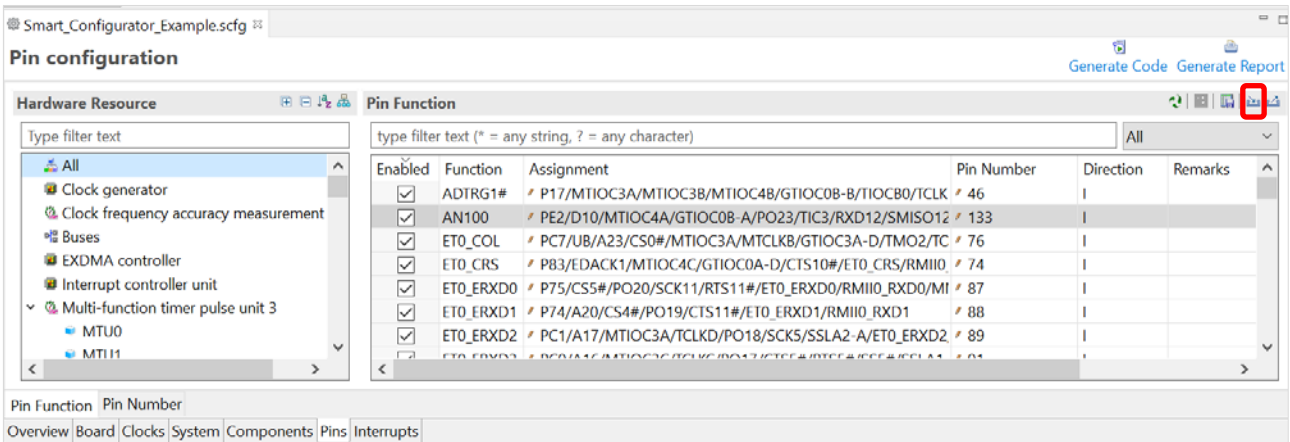 Smart_Configurator_Example.scfg
Pin configuration
Generate Code Generate Report
Hardware Resource
Pin Function
Type filter text
type filter text (* = any string, ? = any character)
All
All
Clock generator
Clock frequency accuracy measurement
Buses
EXDMA controller
Interrupt controller unit
Multi-function timer pulse unit 3
MTU0
MTU1
Enabled Function Assignment Pin Number Direction Remarks
ADTRG1# P17/MTIOC3A/MTIOC3B/MTIOC4B/GTIOC0B-B/TIOCB0/TCLK 46 I
AN100 PE2/D10/MTIOC4A/GTIOC0B-A/PO23/TIC3/RXD12/SMISO12 133 I
ET0_COL PC7/UB/A23/CS0#/MTIOC3A/MTCLKB/GTIOC3A-D/TMO2/TC 76 I
ET0_CRS P83/EDACK1/MTIOC4C/GTIOC0A-D/CTS10#/ET0_CRS/RMII0_ 74 I
ET0_ERXD0 P75/CS5#/PO20/SCK11/RTS11#/ET0_ERXD0/RMII0_RXD0/MI 87 I
ET0_ERXD1 P74/A20/CS4#/PO19/CTS11#/ET0_ERXD1/RMII0_RXD1 88 I
ET0_ERXD2 PC1/A17/MTIOC3A/TCLKD/PO18/SCK5/SSLA2-A/ET0_ERXD2 89 I
Pin Function Pin Number
Overview Board Clocks System Components Pins Interrupts